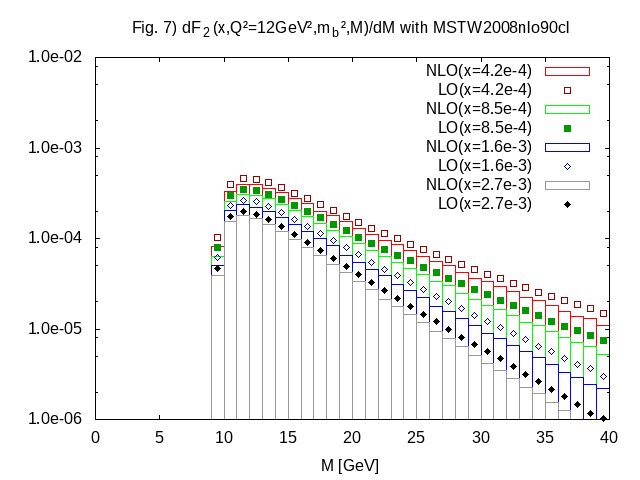 Fig. 7) dF₂(x,Q²=12GeV²,m_b²,M)/dM with MSTW2008nlo90cl
1.0e-02
NLO(x=4.2e-4)
LO(x=4.2e-4)
NLO(x=8.5e-4)
LO(x=8.5e-4)
NLO(x=1.6e-3)
LO(x=1.6e-3)
NLO(x=2.7e-3)
LO(x=2.7e-3)
1.0e-03
1.0e-04
1.0e-05
1.0e-06
0 5 10 15 20 25 30 35 40
M [GeV]